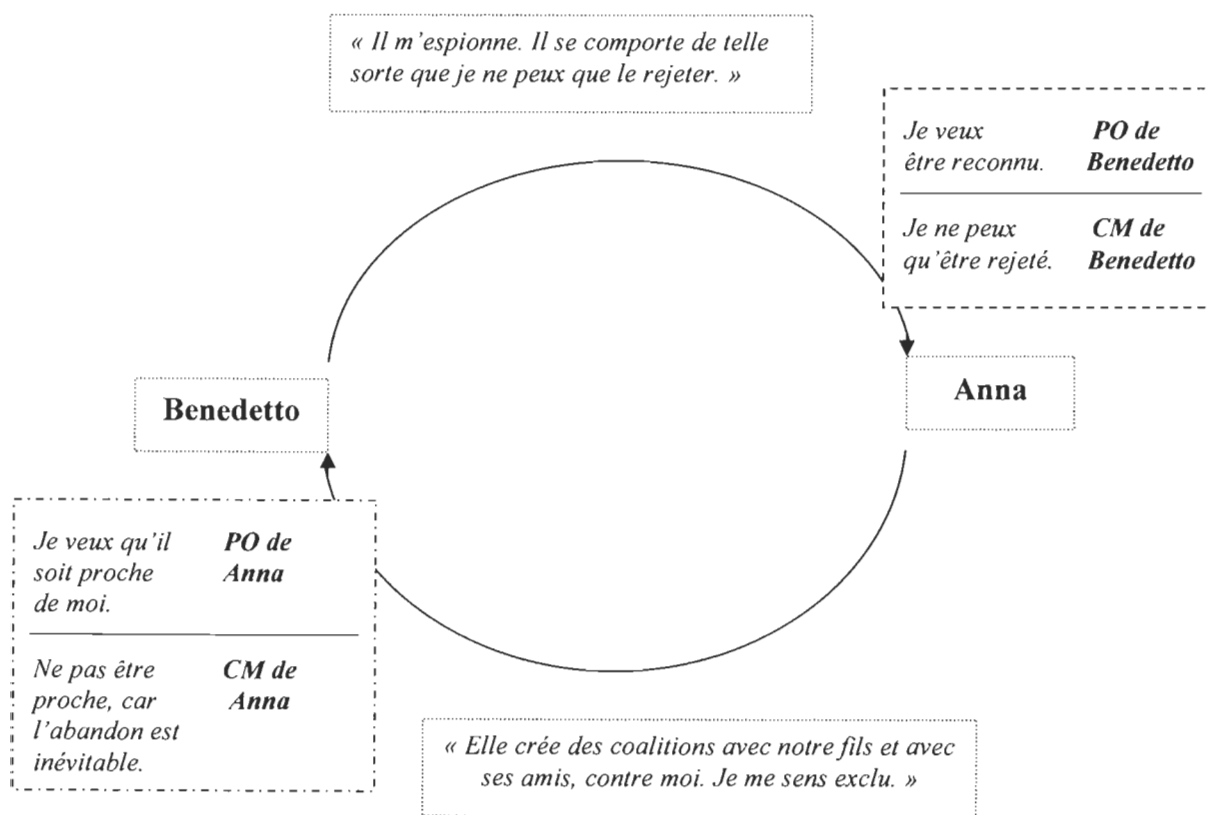 « Il m'espionne. Il se comporte de telle
sorte que je ne peux que le rejeter. »
Je veux être reconnu.
PO de Benedetto
Je ne peux qu'être rejeté.
CM de Benedetto
Anna
Benedetto
Je veux qu'il
soit proche
de moi.
PO de
Anna
Ne pas être
proche, car
l'abandon est
inévitable.
CM de
Anna
« Elle crée des coalitions avec notre fils et avec
ses amis, contre moi. Je me sens exclu. »